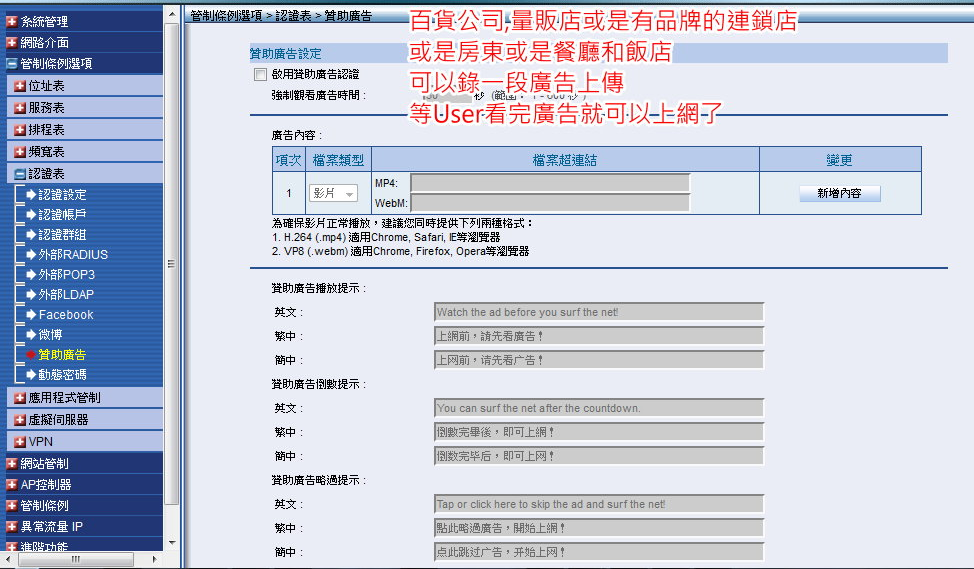 系統管理
網路介面
管制條例選項
位址表
服務表
排程表
頻寬表
認證表
認證設定
認證帳戶
認證群組
外部RADIUS
外部POP3
外部LDAP
Facebook
微博
贊助廣告
動態密碼
應用程式管制
虛擬伺服器
VPN
網站管制
AP控制器
管制條例
異常流量 IP
進階功能
管制條例選項 > 認證表 > 贊助廣告
百貨公司,量販店或是有品牌的連鎖店
或是房東或是餐廳和飯店
可以錄一段廣告上傳
等User看完廣告就可以上網了
贊助廣告設定
啟用贊助廣告認證
強制觀看廣告時間 :
秒 (範圍 :
廣告內容 :
項次 檔案類型 檔案超連結 變更
1 影片 MP4: 新增內容
WebM:
為確保影片正常播放，建議您同時提供下列兩種格式：
1. H.264 (.mp4) 適用Chrome, Safari, IE等瀏覽器
2. VP8 (.webm) 適用Chrome, Firefox, Opera等瀏覽器
贊助廣告播放提示 :
英文 : Watch the ad before you surf the net!
繁中 : 上網前，請先看廣告！
簡中 : 上网前，请先看广告！
贊助廣告倒數提示 :
英文 : You can surf the net after the countdown.
繁中 : 倒數完畢後，即可上網！
簡中 : 倒数完毕后，即可上网！
贊助廣告略過提示 :
英文 : Tap or click here to skip the ad and surf the net!
繁中 : 點此略過廣告，開始上網！
簡中 : 点此跳过广告，开始上网！